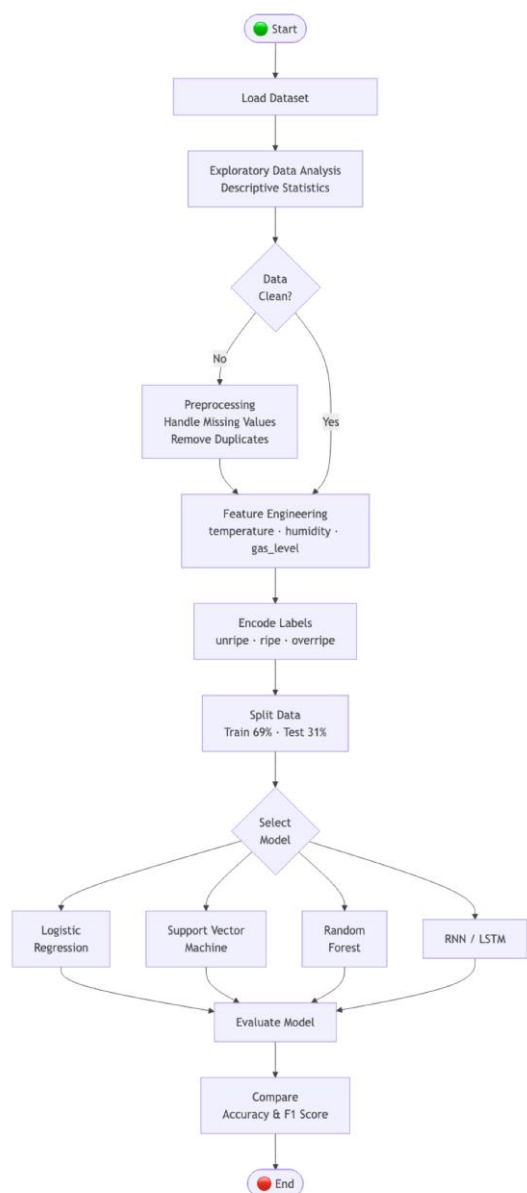 Start
Load Dataset
Exploratory Data Analysis
Descriptive Statistics
Data
Clean?
No
Yes
Preprocessing
Handle Missing Values
Remove Duplicates
Feature Engineering
temperature · humidity ·
gas_level
Encode Labels
unripe · ripe · overripe
Split Data
Train 69% · Test 31%
Select
Model
Logistic
Regression
Support Vector
Machine
Random
Forest
RNN / LSTM
Evaluate Model
Compare
Accuracy & F1 Score
End